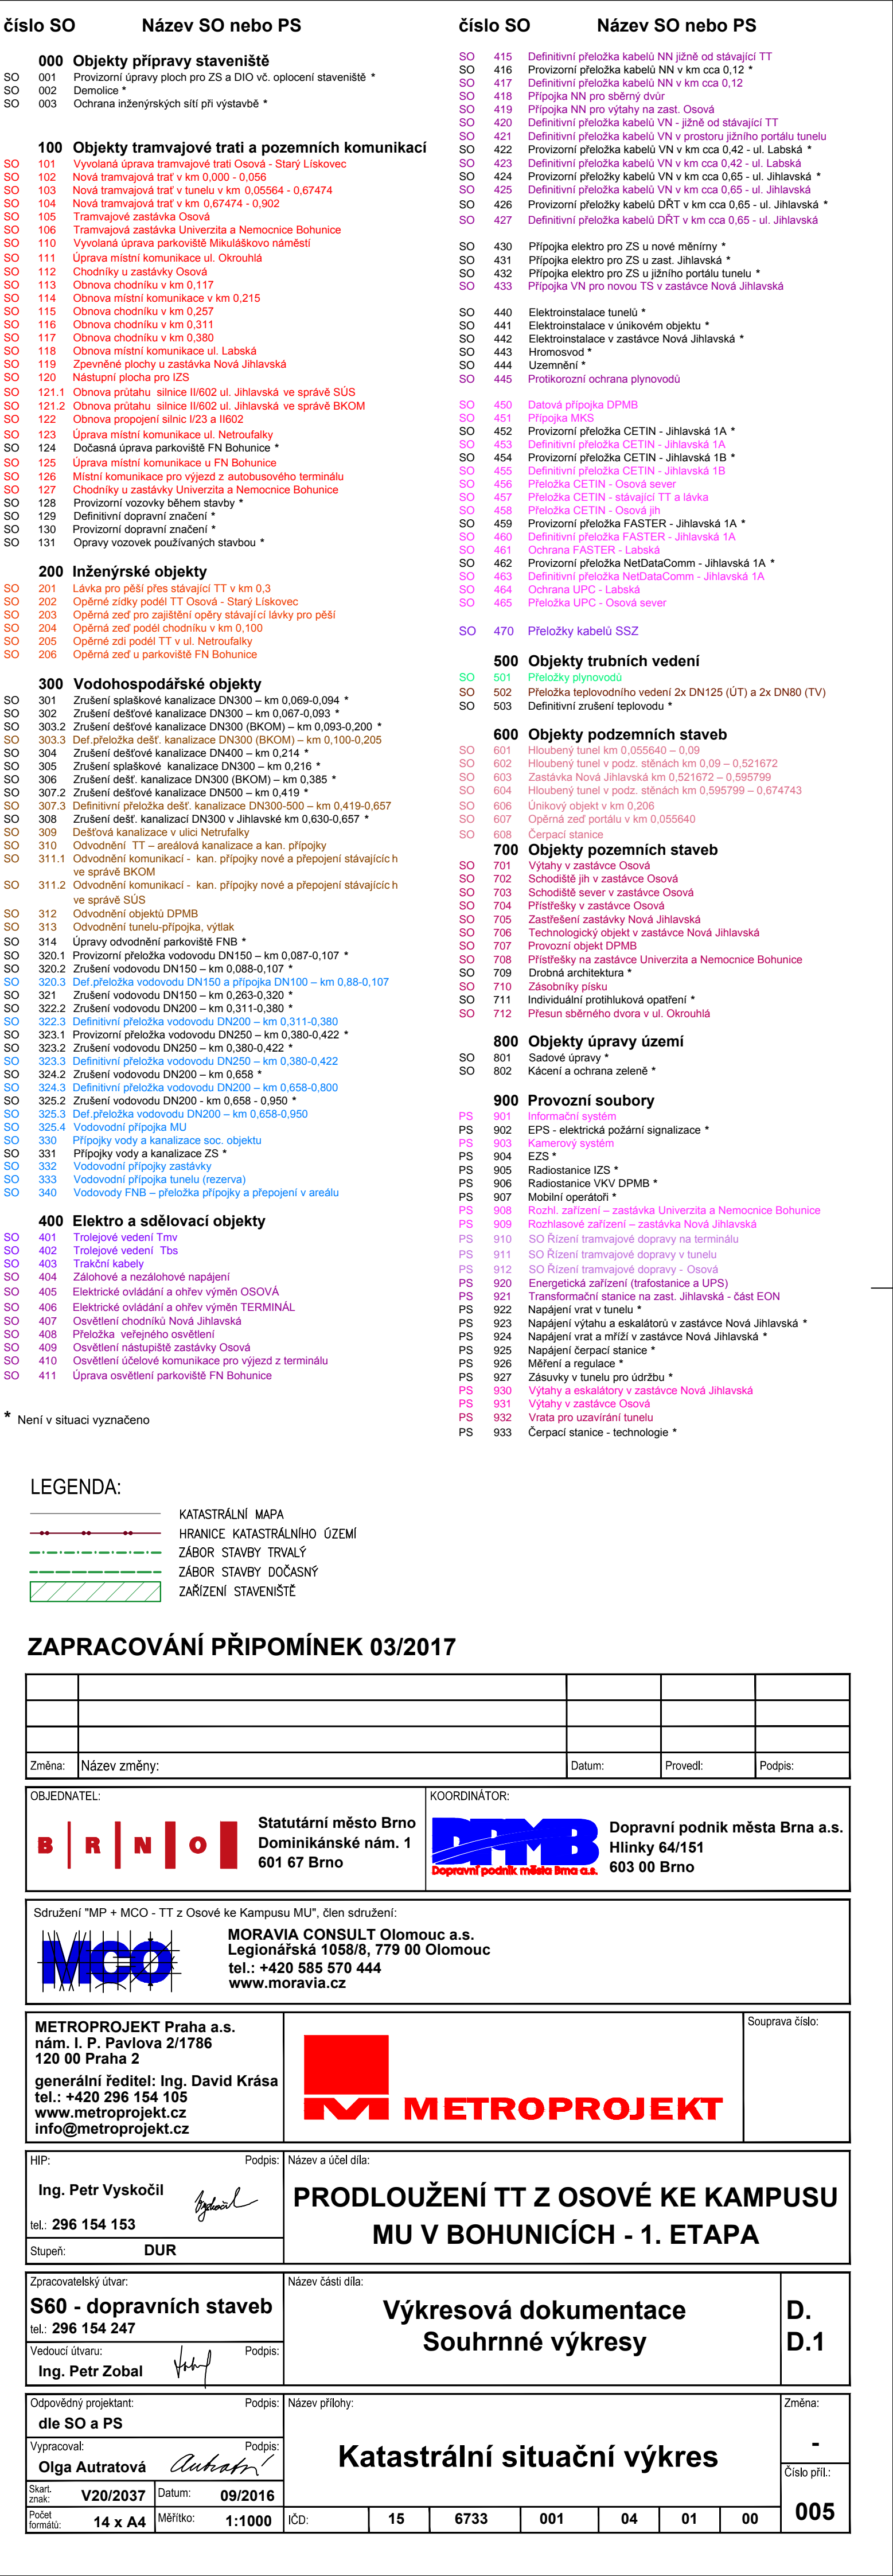 číslo SO Název SO nebo PS
000 Objekty přípravy staveniště
SO 001 Provizorní úpravy ploch pro ZS a DIO vč. oplocení staveniště *
SO 002 Demolice *
SO 003 Ochrana inženýrských sítí při výstavbě *
100 Objekty tramvajové trati a pozemních komunikací
SO 101 Vyvolaná úprava tramvajové trati Osová - Starý Lískovec
SO 102 Nová tramvajová trať v km 0,000 - 0,056
SO 103 Nová tramvajová trať v tunelu v km 0,05564 - 0,67474
SO 104 Nová tramvajová trať v km 0,67474 - 0,902
SO 105 Tramvajové zastávka Osová
SO 106 Tramvajová zastávka Univerzita a Nemocnice Bohunice
SO 110 Vyvolaná úprava parkoviště Mikuláškovo náměstí
SO 111 Úprava místní komunikace ul. Okrouhlá
SO 112 Chodníky u zastávky Osová
SO 113 Obnova chodníku v km 0,117
SO 114 Obnova místní komunikace v km 0,215
SO 115 Obnova chodníku v km 0,257
SO 116 Obnova chodníku v km 0,311
SO 117 Obnova chodníku v km 0,380
SO 118 Obnova místní komunikace ul. Labská
SO 119 Zpevněné plochy u zastávka Nová Jihlavská
SO 120 Nástupní plocha pro IZS
SO 121.1 Obnova průtahu silnice II/602 ul. Jihlavská ve správě SÚS
SO 121.2 Obnova průtahu silnice II/602 ul. Jihlavská ve správě BKOM
SO 122 Obnova propojení silnic I/23 a II602
SO 123 Úprava místní komunikace ul. Netroufalky
SO 124 Dočasná úprava parkoviště FN Bohunice *
SO 125 Úprava místní komunikace u FN Bohunice
SO 126 Místní komunikace pro výjezd z autobusového terminálu
SO 127 Chodníky u zastávky Univerzita a Nemocnice Bohunice
SO 128 Provizorní vozovky během stavby *
SO 129 Definitivní dopravní značení *
SO 130 Provizorní dopravní značení *
SO 131 Opravy vozovek používaných stavbou *
200 Inženýrské objekty
SO 201 Lávka pro pěší přes stávající TT v km 0,3
SO 202 Opěrné zídky podél TT Osová - Starý Lískovec
SO 203 Opěrná zeď pro zajištění opěry stávající lávky pro pěší
SO 204 Opěrná zeď podél chodníku v km 0,100
SO 205 Opěrné zdi podél TT v ul. Netroufalky
SO 206 Opěrná zeď u parkoviště FN Bohunice
300 Vodohospodářské objekty
SO 301 Zrušení splaškové kanalizace DN300 – km 0,069-0,094 *
SO 302 Zrušení dešťové kanalizace DN300 – km 0,067-0,093 *
SO 303.2 Zrušení dešťové kanalizace DN300 (BKOM) – km 0,093-0,200 *
SO 303.3 Def.přeložka dešť. kanalizace DN300 (BKOM) – km 0,100-0,205
SO 304 Zrušení dešťové kanalizace DN400 – km 0,214 *
SO 305 Zrušení splaškové kanalizace DN300 – km 0,216 *
SO 306 Zrušení dešť. kanalizace DN300 (BKOM) – km 0,385 *
SO 307.2 Zrušení dešťové kanalizace DN500 – km 0,419 *
SO 307.3 Definitivní přeložka dešť. kanalizace DN300-500 – km 0,419-0,657
SO 308 Zrušení dešť. kanalizací DN300 v Jihlavské km 0,630-0,657 *
SO 309 Dešťová kanalizace v ulici Netrufalky
SO 310 Odvodnění TT – areálová kanalizace a kan. přípojky
SO 311.1 Odvodnění komunikací - kan. přípojky nové a přepojení stávajícíc h
ve správě BKOM
SO 311.2 Odvodnění komunikací - kan. přípojky nové a přepojení stávajícíc h
ve správě SÚS
SO 312 Odvodnění objektů DPMB
SO 313 Odvodnění tunelu-přípojka, výtlak
SO 314 Úpravy odvodnění parkoviště FNB *
SO 320.1 Provizorní přeložka vodovodu DN150 – km 0,087-0,107 *
SO 320.2 Zrušení vodovodu DN150 – km 0,088-0,107 *
SO 320.3 Def.přeložka vodovodu DN150 a přípojka DN100 – km 0,88-0,107
SO 321 Zrušení vodovodu DN150 – km 0,263-0,320 *
SO 322.2 Zrušení vodovodu DN200 – km 0,311-0,380 *
SO 322.3 Definitivní přeložka vodovodu DN200 – km 0,311-0,380
SO 323.1 Provizorní přeložka vodovodu DN250 – km 0,380-0,422 *
SO 323.2 Zrušení vodovodu DN250 – km 0,380-0,422 *
SO 323.3 Definitivní přeložka vodovodu DN250 – km 0,380-0,422
SO 324.2 Zrušení vodovodu DN200 – km 0,658 *
SO 324.3 Definitivní přeložka vodovodu DN200 – km 0,658-0,800
SO 325.2 Zrušení vodovodu DN200 - km 0,658 - 0,950 *
SO 325.3 Def.přeložka vodovodu DN200 – km 0,658-0,950
SO 325.4 Vodovodní přípojka MU
SO 330 Přípojky vody a kanalizace soc. objektu
SO 331 Přípojky vody a kanalizace ZS *
SO 332 Vodovodní přípojky zastávky
SO 333 Vodovodní přípojka tunelu (rezerva)
SO 340 Vodovody FNB – přeložka přípojky a přepojení v areálu
400 Elektro a sdělovací objekty
SO 401 Trolejové vedení Tmv
SO 402 Trolejové vedení Tbs
SO 403 Trakční kabely
SO 404 Zálohové a nezálohové napájení
SO 405 Elektrické ovládání a ohřev výměn OSOVÁ
SO 406 Elektrické ovládání a ohřev výměn TERMINÁL
SO 407 Osvětlení chodníků Nová Jihlavská
SO 408 Přeložka veřejného osvětlení
SO 409 Osvětlení nástupiště zastávky Osová
SO 410 Osvětlení účelové komunikace pro výjezd z terminálu
SO 411 Úprava osvětlení parkoviště FN Bohunice
* Není v situaci vyznačeno
číslo SO Název SO nebo PS
SO 415 Definitivní přeložka kabelů NN jižně od stávající TT
SO 416 Provizorní přeložka kabelů NN v km cca 0,12 *
SO 417 Definitivní přeložka kabelů NN v km cca 0,12
SO 418 Přípojka NN pro sběrný dvůr
SO 419 Přípojka NN pro výtahy na zast. Osová
SO 420 Definitivní přeložka kabelů VN - jižně od stávající TT
SO 421 Definitivní přeložka kabelů VN v prostoru jižního portálu tunelu
SO 422 Provizorní přeložka kabelů VN v km cca 0,42 - ul. Labská *
SO 423 Definitivní přeložka kabelů VN v km cca 0,42 - ul. Labská
SO 424 Provizorní přeložky kabelů VN v km cca 0,65 - ul. Jihlavská *
SO 425 Definitivní přeložka kabelů VN v km cca 0,65 - ul. Jihlavská
SO 426 Provizorní přeložky kabelů DŘT v km cca 0,65 - ul. Jihlavská *
SO 427 Definitivní přeložka kabelů DŘT v km cca 0,65 - ul. Jihlavská
SO 430 Přípojka elektro pro ZS u nové měnírny *
SO 431 Přípojka elektro pro ZS u zast. Jihlavská *
SO 432 Přípojka elektro pro ZS u jižního portálu tunelu *
SO 433 Přípojka VN pro novou TS v zastávce Nová Jihlavská
SO 440 Elektroinstalace tunelů *
SO 441 Elektroinstalace v únikovém objektu *
SO 442 Elektroinstalace v zastávce Nová Jihlavská *
SO 443 Hromosvod *
SO 444 Uzemnění *
SO 445 Protikorozní ochrana plynovodů
SO 450 Datová přípojka DPMB
SO 451 Přípojka MKS
SO 452 Provizorní přeložka CETIN - Jihlavská 1A *
SO 453 Definitivní přeložka CETIN - Jihlavská 1A
SO 454 Provizorní přeložka CETIN - Jihlavská 1B *
SO 455 Definitivní přeložka CETIN - Jihlavská 1B
SO 456 Přeložka CETIN - Osová sever
SO 457 Přeložka CETIN - stávající TT a lávka
SO 458 Přeložka CETIN - Osová jih
SO 459 Provizorní přeložka FASTER - Jihlavská 1A *
SO 460 Definitivní přeložka FASTER - Jihlavská 1A
SO 461 Ochrana FASTER - Labská
SO 462 Provizorní přeložka NetDataComm - Jihlavská 1A *
SO 463 Definitivní přeložka NetDataComm - Jihlavská 1A
SO 464 Ochrana UPC - Labská
SO 465 Přeložka UPC - Osová sever
SO 470 Přeložky kabelů SSZ
500 Objekty trubních vedení
SO 501 Přeložky plynovodů
SO 502 Přeložka teplovodního vedení 2x DN125 (ÚT) a 2x DN80 (TV)
SO 503 Definitivní zrušení teplovodu *
600 Objekty podzemních staveb
SO 601 Hloubený tunel km 0,055640 – 0,09
SO 602 Hloubený tunel v podz. stěnách km 0,09 – 0,521672
SO 603 Zastávka Nová Jihlavská km 0,521672 – 0,595799
SO 604 Hloubený tunel v podz. stěnách km 0,595799 – 0,674743
SO 606 Únikový objekt v km 0,206
SO 607 Opěrná zeď portálu v km 0,055640
SO 608 Čerpací stanice
700 Objekty pozemních staveb
SO 701 Výtahy v zastávce Osová
SO 702 Schodiště jih v zastávce Osová
SO 703 Schodiště sever v zastávce Osová
SO 704 Přístřešky v zastávce Osová
SO 705 Zastřešení zastávky Nová Jihlavská
SO 706 Technologický objekt v zastávce Nová Jihlavská
SO 707 Provozní objekt DPMB
SO 708 Přístřešky na zastávce Univerzita a Nemocnice Bohunice
SO 709 Drobná architektura *
SO 710 Zásobníky písku
SO 711 Individuální protihluková opatření *
SO 712 Přesun sběrného dvora v ul. Okrouhlá
800 Objekty úpravy území
SO 801 Sadové úpravy *
SO 802 Kácení a ochrana zeleně *
900 Provozní soubory
PS 901 Informační systém
PS 902 EPS - elektrická požární signalizace *
PS 903 Kamerový systém
PS 904 EZS *
PS 905 Radiostanice IZS *
PS 906 Radiostanice VKV DPMB *
PS 907 Mobilní operátoři *
PS 908 Rozhl. zařízení – zastávka Univerzita a Nemocnice Bohunice
PS 909 Rozhlasové zařízení – zastávka Nová Jihlavská
PS 910 SO Řízení tramvajové dopravy na terminálu
PS 911 SO Řízení tramvajové dopravy v tunelu
PS 912 SO Řízení tramvajové dopravy - Osová
PS 920 Energetická zařízení (trafostanice a UPS)
PS 921 Transformační stanice na zast. Jihlavská - část EON
PS 922 Napájení vrat v tunelu *
PS 923 Napájení výtahu a eskalátorů v zastávce Nová Jihlavská *
PS 924 Napájení vrat a mříží v zastávce Nová Jihlavská *
PS 925 Napájení čerpací stanice *
PS 926 Měření a regulace *
PS 927 Zásuvky v tunelu pro údržbu *
PS 930 Výtahy a eskalátory v zastávce Nová Jihlavská
PS 931 Výtahy v zastávce Osová
PS 932 Vrata pro uzavírání tunelu
PS 933 Čerpací stanice - technologie *
LEGENDA:
KATASTRÁLNÍ MAPA
HRANICE KATASTRÁLNÍHO ÚZEMÍ
ZÁBOR STAVBY TRVALÝ
ZÁBOR STAVBY DOČASNÝ
ZAŘÍZENÍ STAVENIŠTĚ
ZAPRACOVÁNÍ PŘIPOMÍNEK 03/2017
Změna: Název změny: Datum: Provedl: Podpis:
OBJEDNATEL:
B R N O
Statutární město Brno
Dominikánské nám. 1
601 67 Brno
KOORDINÁTOR:
DPMB
Dopravní podnik města Brna a.s.
Dopravní podnik města Brna a.s.
Hlinky 64/151
603 00 Brno
Sdružení "MP + MCO - TT z Osové ke Kampusu MU", člen sdružení:
MCO
MORAVIA CONSULT Olomouc a.s.
Legionářská 1058/8, 779 00 Olomouc
tel.: +420 585 570 444
www.moravia.cz
METROPROJEKT Praha a.s.
nám. I. P. Pavlova 2/1786
120 00 Praha 2
generální ředitel: Ing. David Krása
tel.: +420 296 154 105
www.metroprojekt.cz
info@metroprojekt.cz
METROPROJEKT
Souprava číslo:
HIP: Podpis:
Ing. Petr Vyskočil
tel.: 296 154 153
Stupeň: DUR
Název a účel díla:
PRODLOUŽENÍ TT Z OSOVÉ KE KAMPUSU
MU V BOHUNICÍCH - 1. ETAPA
Zpracovatelský útvar:
S60 - dopravních staveb
tel.: 296 154 247
Vedoucí útvaru: Podpis:
Ing. Petr Zobal
Název části díla:
Výkresová dokumentace
Souhrnné výkresy
D.
D.1
Odpovědný projektant: Podpis:
dle SO a PS
Vypracoval: Podpis:
Olga Autratová
Skart. znak: V20/2037 Datum: 09/2016
Počet formátů: 14 x A4 Měřítko: 1:1000
Název přílohy:
Katastrální situační výkres
IČD: 15 6733 001 04 01 00
Změna:
-
Číslo příl.:
005